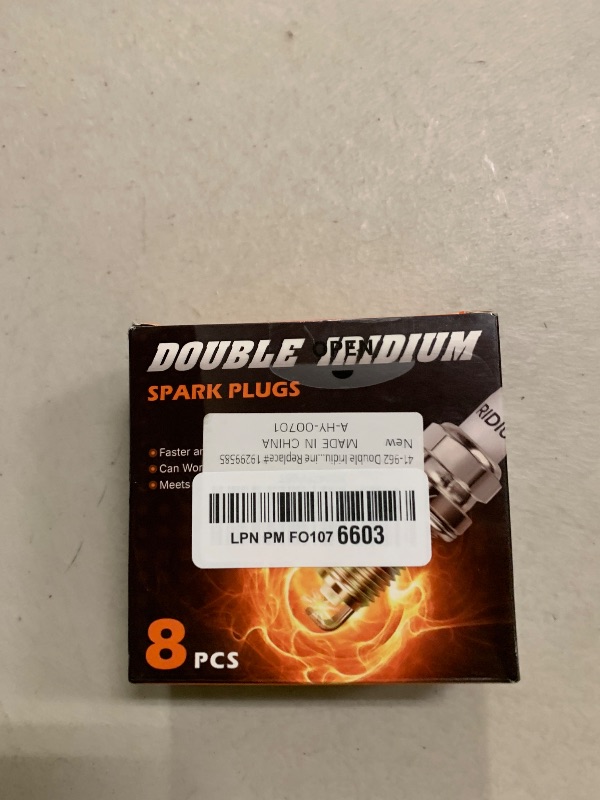 DOUBLE IRIDIUM
OPEN
SPARK PLUGS
RIDIU
A-HY-00701
New MADE IN CHINA
41-962 Double Iridiu...ine Replace# 19299585
Faster an
Can Wor
Meets
LPN PM FO107 6603
8 PCS